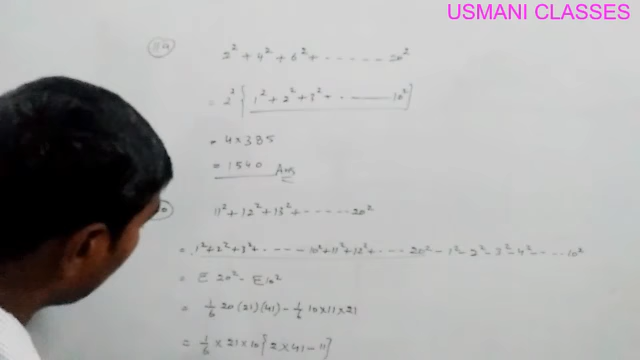 USMANI CLASSES
2² + 4² + 6² + ------ 20²
= 2² { 1² + 2² + 3² + ------ 10² }
= 4 × 385
= 1540 Ans
11² + 12² + 13² + ----- 20²
= 1² + 2² + 3² + ----- 10² + 11² + 12² + ---- 20² - 1² - 2² - 3² - 4² - --- 10²
= E 20² - E 10²
= 1/6 20 (21) (41) - 1/6 10 × 11 × 21
= 1/6 × 21 × 10 { 2 × 41 - 11 }